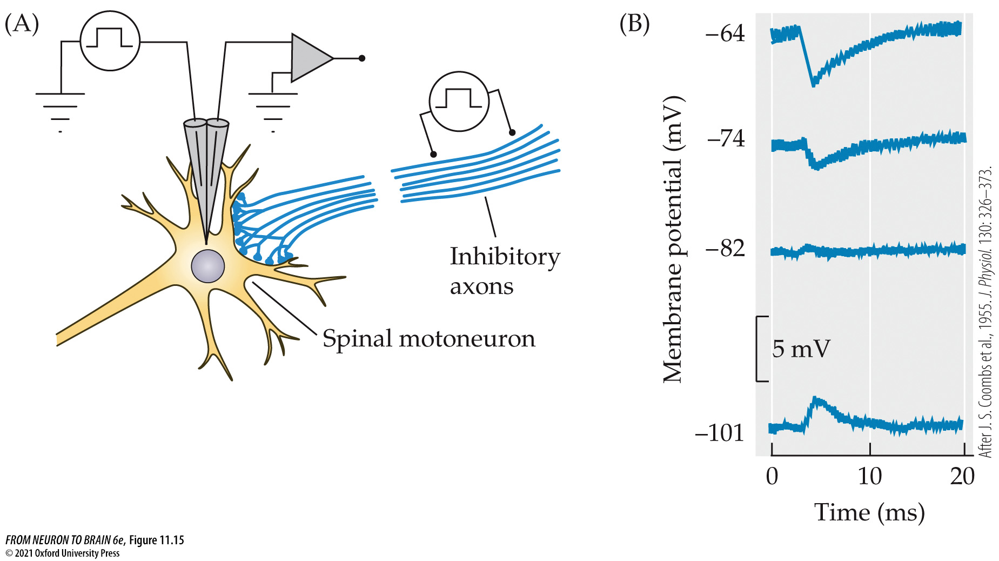 (A)
Inhibitory
axons
Spinal motoneuron
(B)
Membrane potential (mV)
–64
–74
–82
5 mV
–101
0 10 20
Time (ms)
After J. S. Coombs et al., 1955. J. Physiol. 130: 326–373.
FROM NEURON TO BRAIN 6e, Figure 11.15
© 2021 Oxford University Press